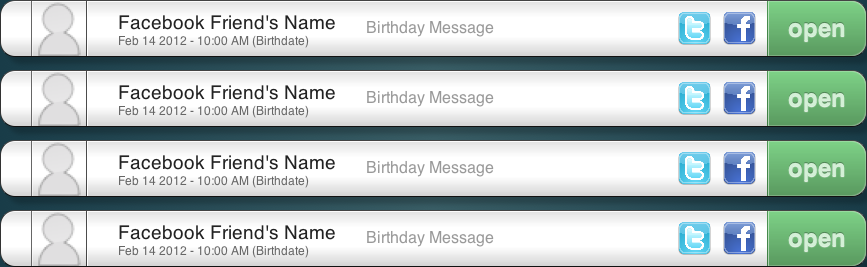 Facebook Friend's Name
Feb 14 2012 - 10:00 AM (Birthdate)
Birthday Message
open
Facebook Friend's Name
Feb 14 2012 - 10:00 AM (Birthdate)
Birthday Message
open
Facebook Friend's Name
Feb 14 2012 - 10:00 AM (Birthdate)
Birthday Message
open
Facebook Friend's Name
Feb 14 2012 - 10:00 AM (Birthdate)
Birthday Message
open